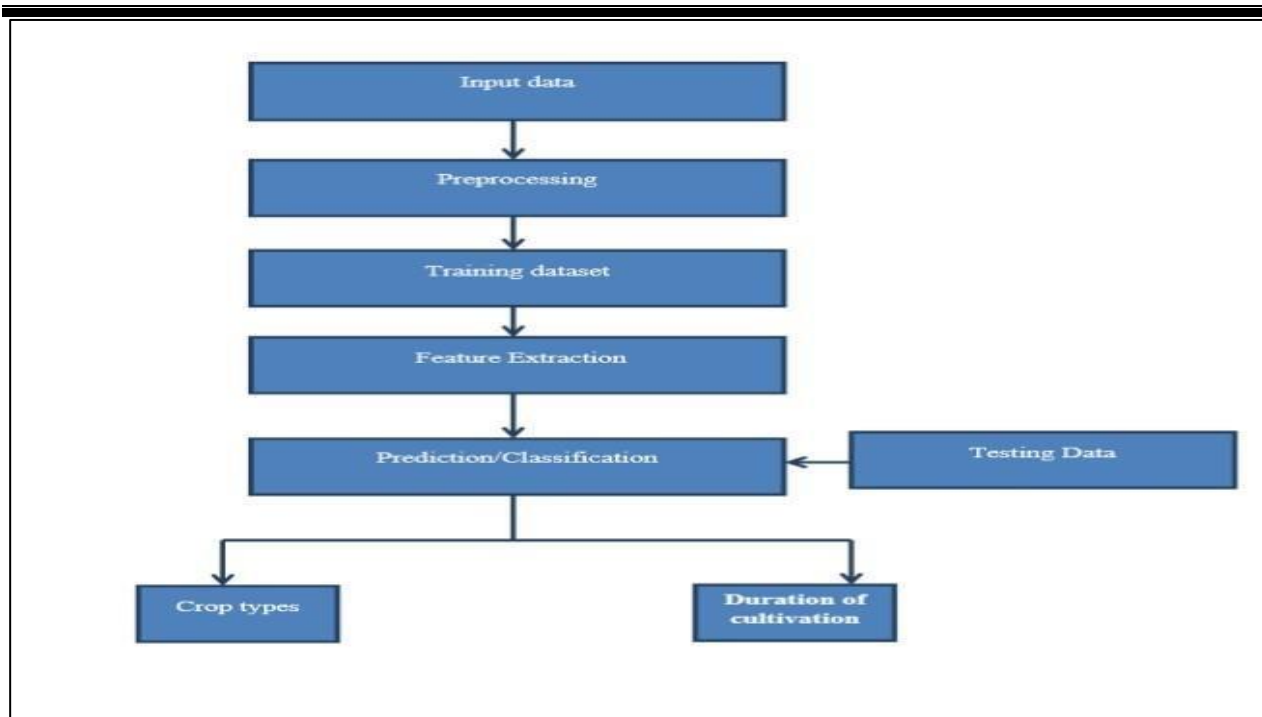 Input data
Preprocessing
Training dataset
Feature Extraction
Prediction/Classification
Testing Data
Crop types
Duration of
cultivation